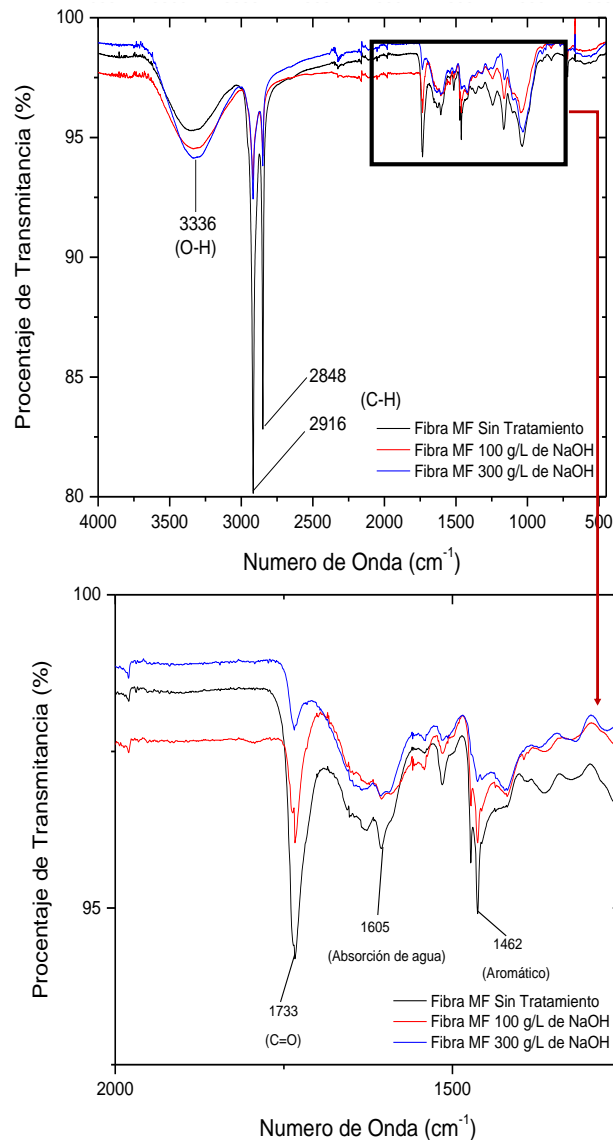 100
95
90
85
80
Procentaje de Transmitancia (%)
3336
(O-H)
2848
(C-H)
2916
Fibra MF Sin Tratamiento
Fibra MF 100 g/L de NaOH
Fibra MF 300 g/L de NaOH
4000 3500 3000 2500 2000 1500 1000 500
Numero de Onda (cm⁻¹)
100
95
Procentaje de Transmitancia (%)
1605
1462
(Absorción de agua)
(Aromático)
1733
(C=O)
Fibra MF Sin Tratamiento
Fibra MF 100 g/L de NaOH
Fibra MF 300 g/L de NaOH
2000 1500
Numero de Onda (cm⁻¹)